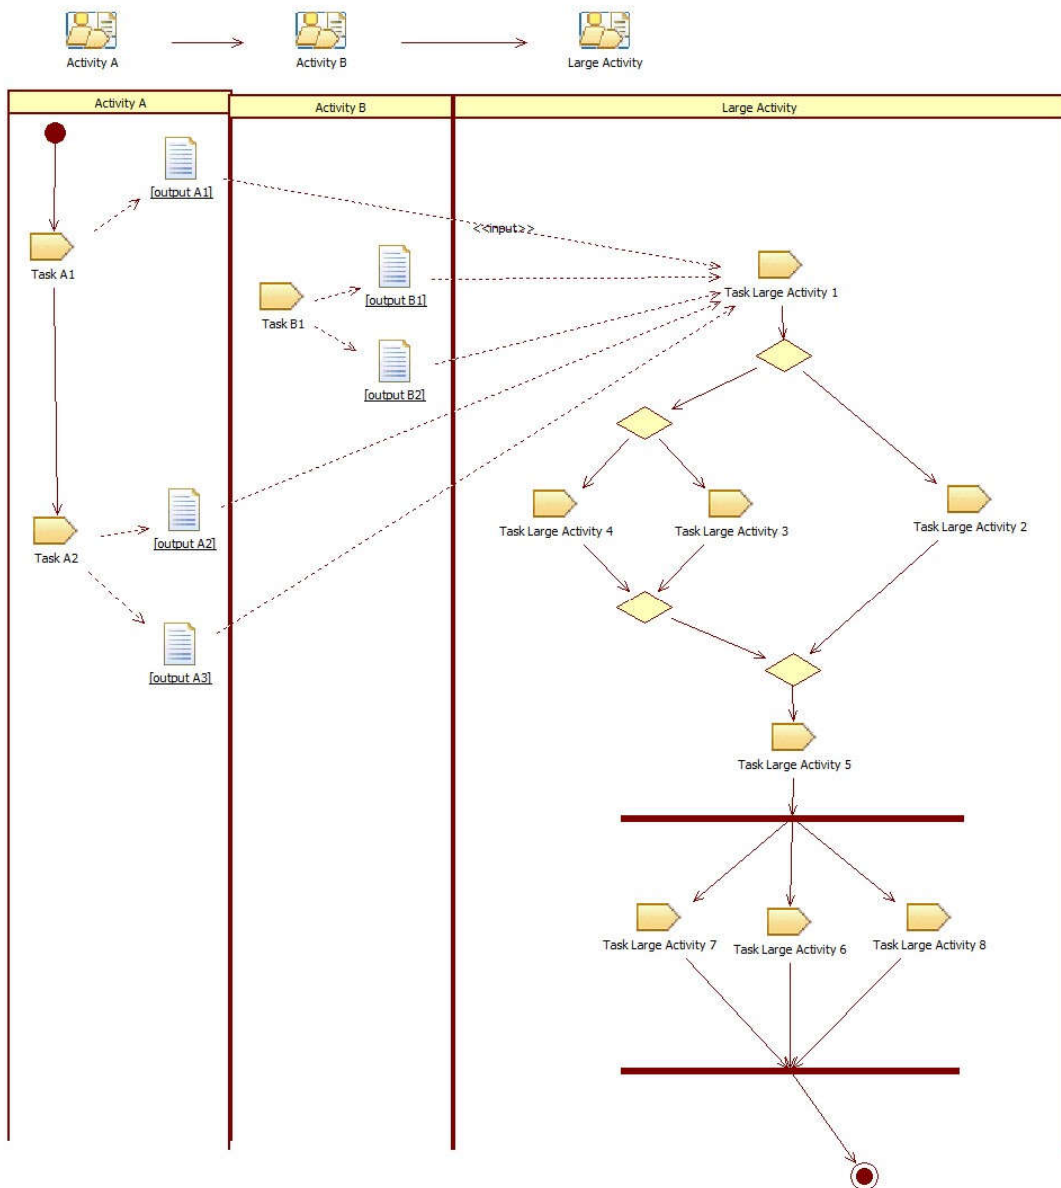 Activity A
Activity B
Large Activity
Activity A
Activity B
Large Activity
[output A1]
<<input>>
Task A1
Task Large Activity 1
[output B1]
Task B1
[output B2]
Task Large Activity 4
Task Large Activity 3
Task Large Activity 2
[output A2]
Task A2
[output A3]
Task Large Activity 5
Task Large Activity 7
Task Large Activity 6
Task Large Activity 8